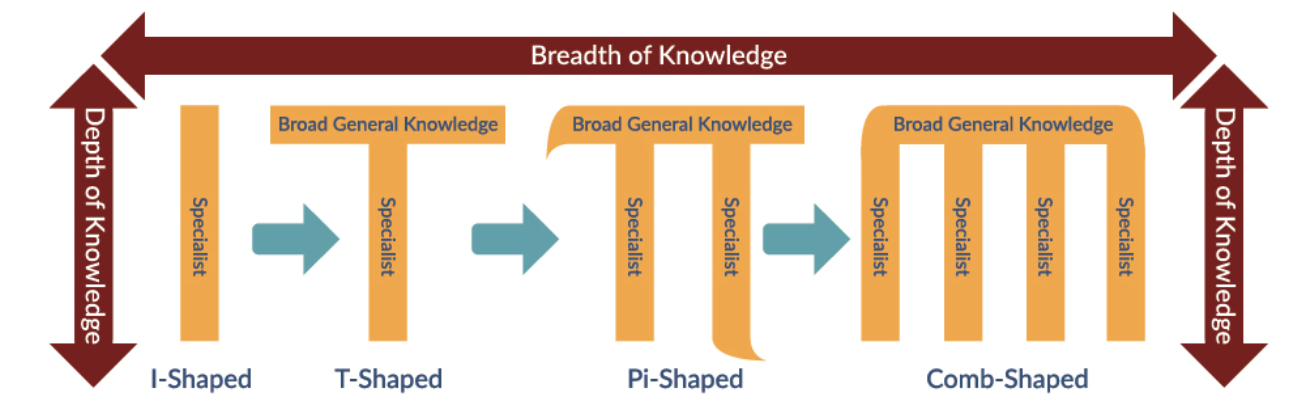 Breadth of Knowledge
Depth of Knowledge
Specialist
I-Shaped
Broad General Knowledge
Specialist
T-Shaped
Broad General Knowledge
Specialist
Specialist
Pi-Shaped
Broad General Knowledge
Specialist
Specialist
Specialist
Specialist
Comb-Shaped
Depth of Knowledge